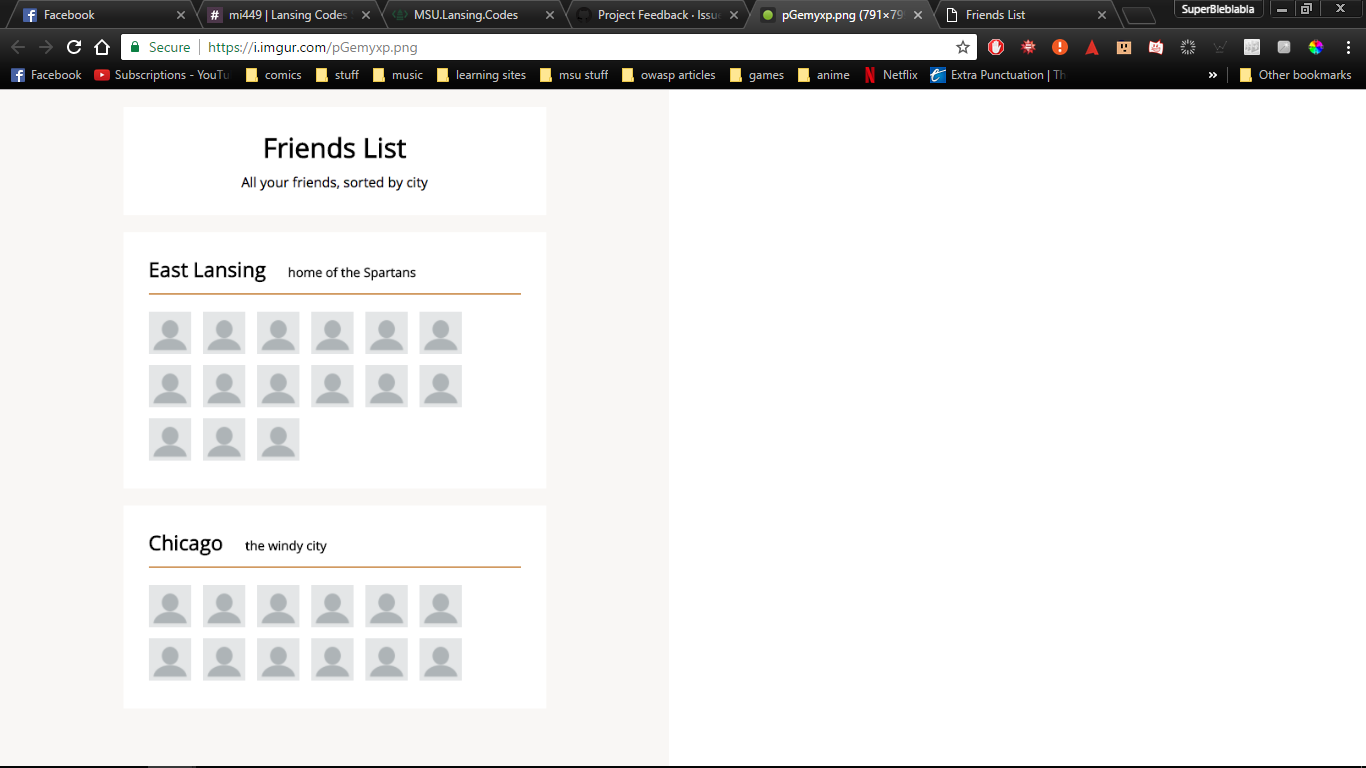 Facebook
mi449 | Lansing Codes
MSU.Lansing.Codes
Project Feedback · Issue
pGemyxp.png (791×79
Friends List
SuperBleblabla
Secure
https://i.imgur.com/pGemyxp.png
Facebook
Subscriptions - YouTu
comics
stuff
music
learning sites
msu stuff
owasp articles
games
anime
Netflix
Extra Punctuation | Th
»
Other bookmarks
Friends List
All your friends, sorted by city
East Lansing home of the Spartans
Chicago the windy city